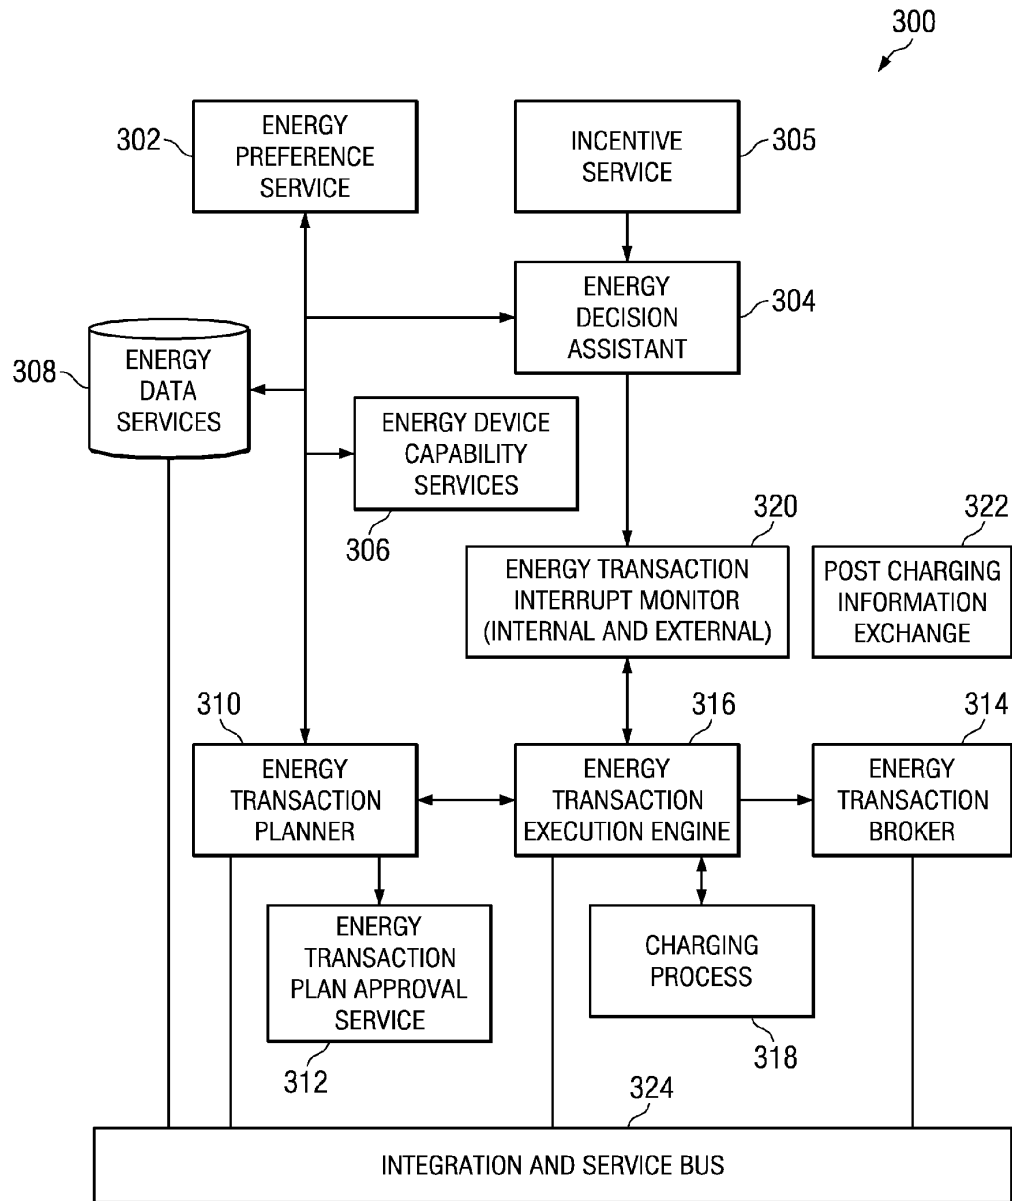 300
302
ENERGY
PREFERENCE
SERVICE
INCENTIVE
SERVICE
305
ENERGY
DECISION
ASSISTANT
304
308
ENERGY
DATA
SERVICES
ENERGY DEVICE
CAPABILITY
SERVICES
306
320
ENERGY TRANSACTION
INTERRUPT MONITOR
(INTERNAL AND EXTERNAL)
322
POST CHARGING
INFORMATION
EXCHANGE
310
ENERGY
TRANSACTION
PLANNER
316
ENERGY
TRANSACTION
EXECUTION ENGINE
314
ENERGY
TRANSACTION
BROKER
ENERGY
TRANSACTION
PLAN APPROVAL
SERVICE
312
CHARGING
PROCESS
318
324
INTEGRATION AND SERVICE BUS